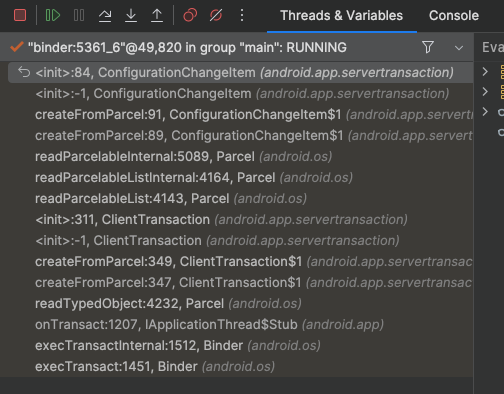 Threads & Variables Console
"binder:5361_6"@49,820 in group "main": RUNNING
Eva
<init>:84, ConfigurationChangeItem (android.app.servertransaction)
<init>:-1, ConfigurationChangeItem (android.app.servertransaction)
createFromParcel:91, ConfigurationChangeItem$1 (android.app.servert
createFromParcel:89, ConfigurationChangeItem$1 (android.app.servert
readParcelableInternal:5089, Parcel (android.os)
readParcelableListInternal:4164, Parcel (android.os)
readParcelableList:4143, Parcel (android.os)
<init>:311, ClientTransaction (android.app.servertransaction)
<init>:-1, ClientTransaction (android.app.servertransaction)
createFromParcel:349, ClientTransaction$1 (android.app.servertransac
createFromParcel:347, ClientTransaction$1 (android.app.servertransac
readTypedObject:4232, Parcel (android.os)
onTransact:1207, IApplicationThread$Stub (android.app)
execTransactInternal:1512, Binder (android.os)
execTransact:1451, Binder (android.os)